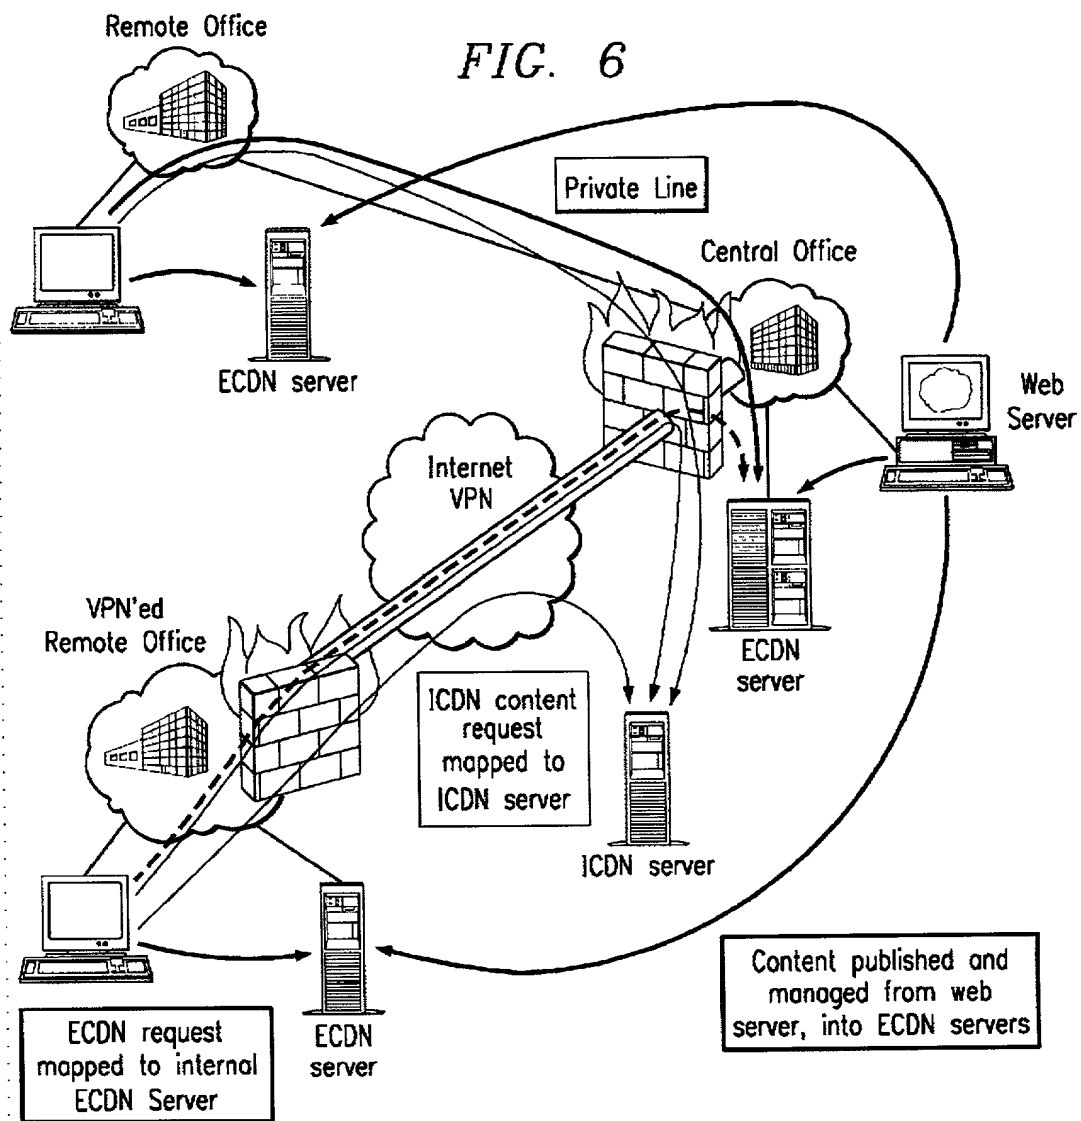 Remote Office
FIG. 6
Private Line
Central Office
ECDN server
Web
Server
Internet
VPN
VPN'ed
Remote Office
ECDN
server
ICDN content
request
mapped to
ICDN server
ICDN server
ECDN request
mapped to internal
ECDN Server
ECDN
server
Content published and
managed from web
server, into ECDN servers